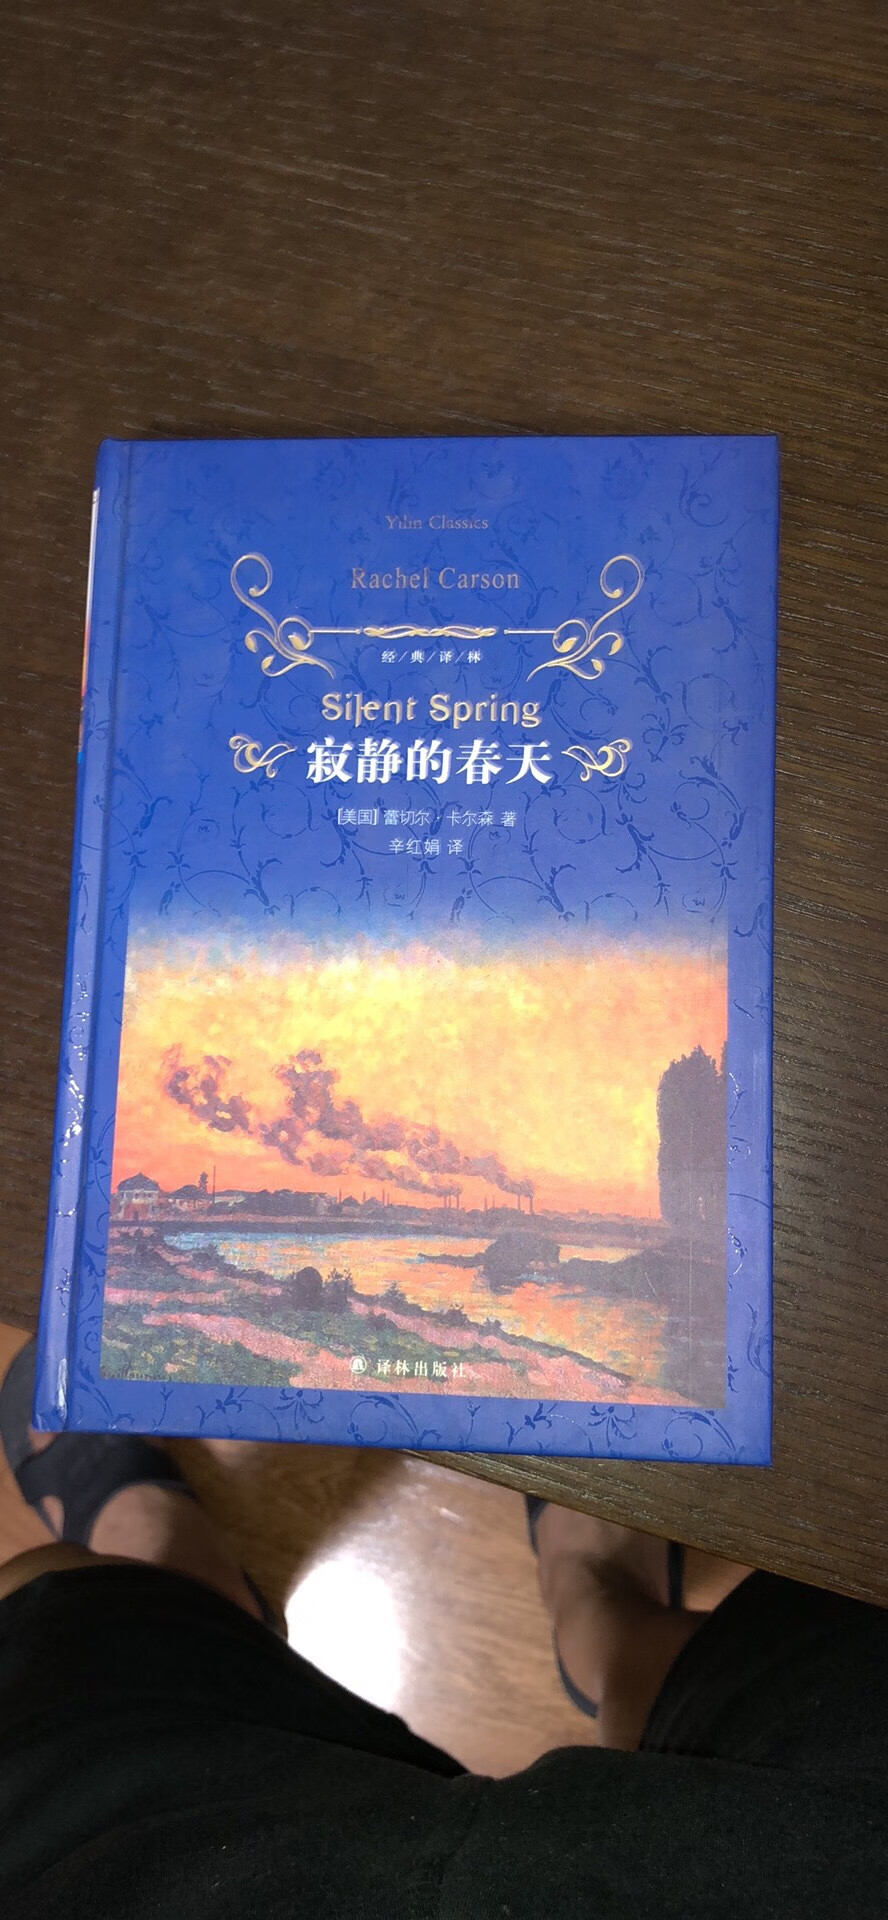 Yilin Classics
Rachel Carson
经/典/译/林
Silent Spring
寂静的春天
[美国] 蕾切尔·卡尔森 著
辛红娟 译
译林出版社